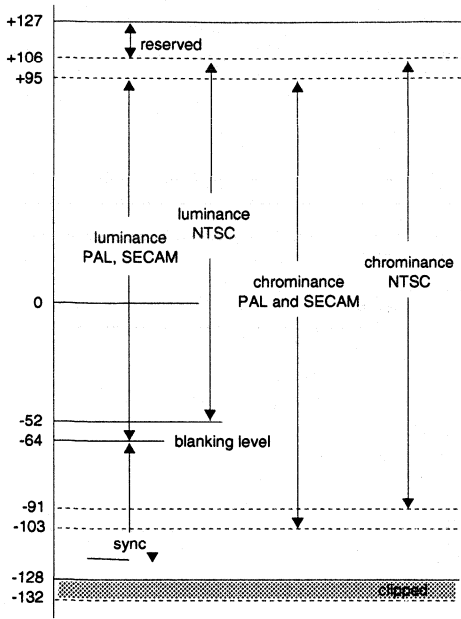 +127
reserved
+106
+95
luminance
NTSC
luminance
PAL, SECAM
chrominance
NTSC
chrominance
PAL and SECAM
0
-52
-64
blanking level
-91
-103
sync
-128
clipped
-132